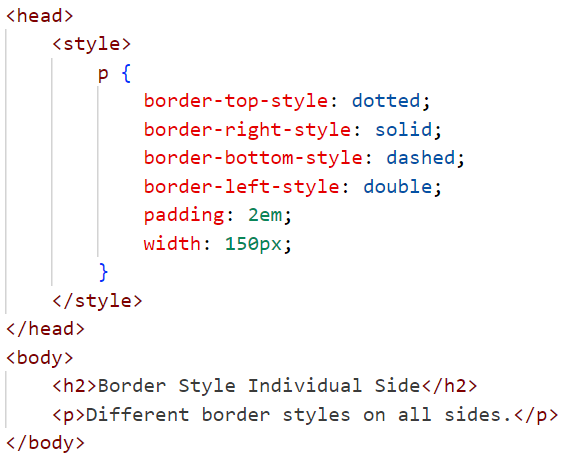 <head>
<style>
p {
border-top-style: dotted;
border-right-style: solid;
border-bottom-style: dashed;
border-left-style: double;
padding: 2em;
width: 150px;
}
</style>
</head>
<body>
<h2>Border Style Individual Side</h2>
<p>Different border styles on all sides.</p>
</body>